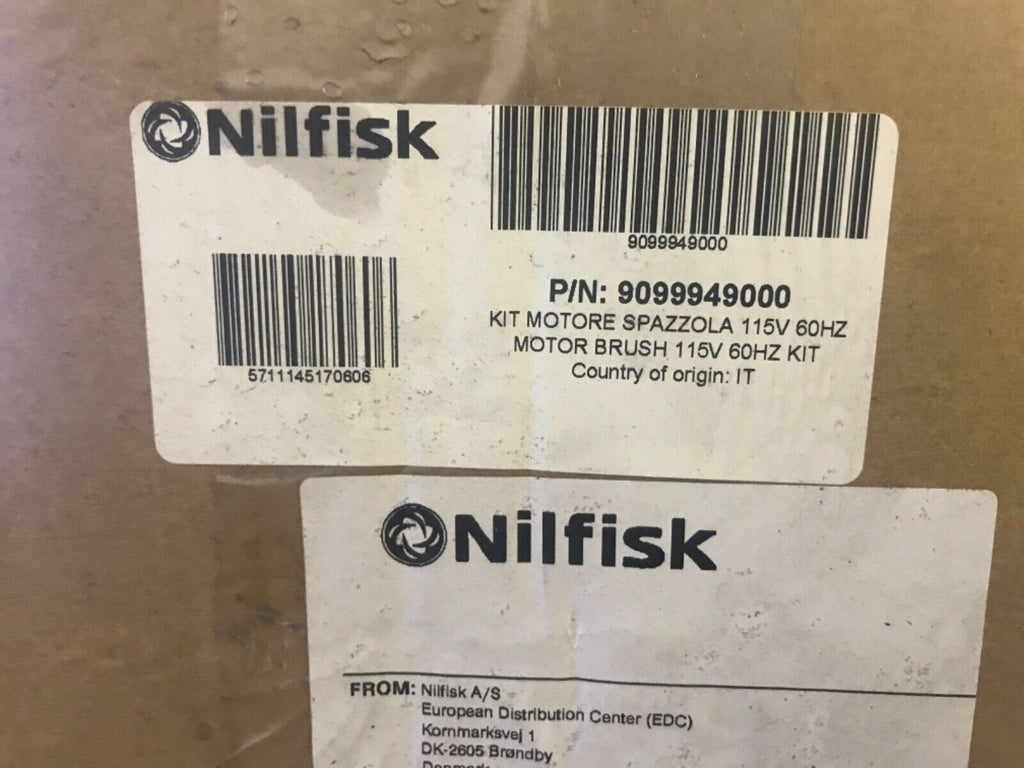 Nilfisk
9099949000
P/N: 9099949000
KIT MOTORE SPAZZOLA 115V 60HZ
MOTOR BRUSH 115V 60HZ KIT
Country of origin: IT
5711145170606
Nilfisk
FROM: Nilfisk A/S
European Distribution Center (EDC)
Kornmarksvej 1
DK-2605 Brøndby
Denmark